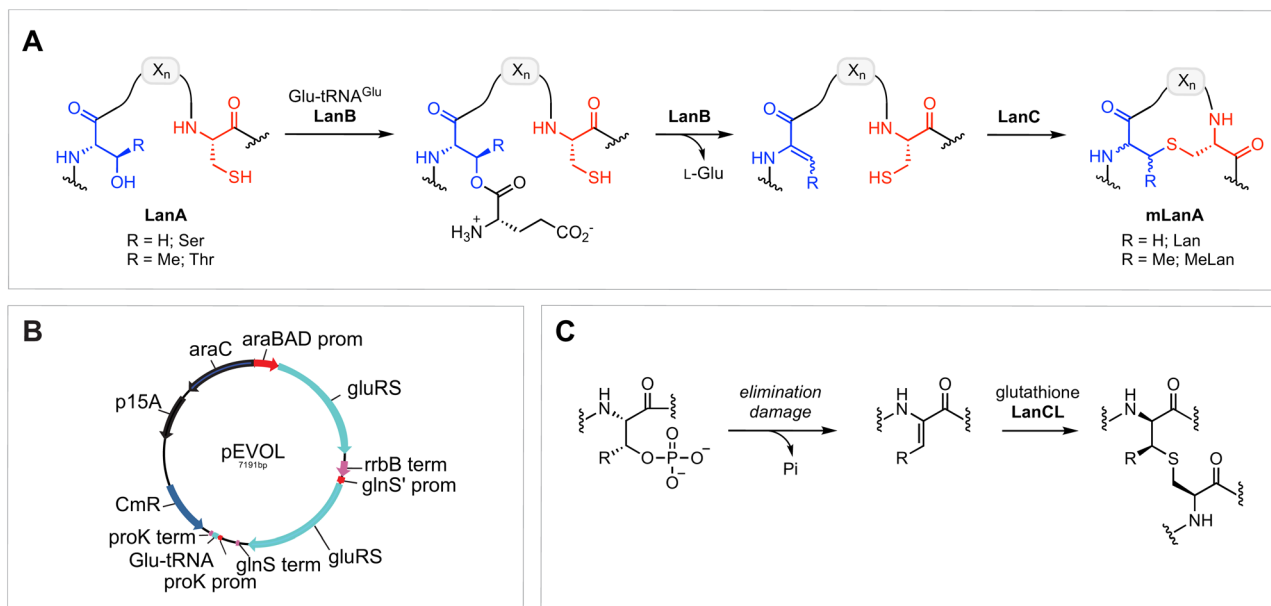 A
Xn
O
HN
R
OH
HN
O
SH
LanA
R = H; Ser
R = Me; Thr
Glu-tRNAGlu
LanB
Xn
O
HN
R
O
O
H3N+
CO2-
HN
O
SH
LanB
L-Glu
Xn
O
HN
R
HN
O
HS
LanC
Xn
O
HN
R
S
HN
O
mLanA
R = H; Lan
R = Me; MeLan
B
araBAD prom
araC
gluRS
p15A
pEVOL
7191bp
rrbB term
glnS' prom
CmR
proK term
Glu-tRNA
proK prom
glnS term
gluRS
C
H
N
O
R
O
P
O
O-
O-
elimination
damage
Pi
H
N
O
R
glutathione
LanCL
H
N
O
R
S
O
NH